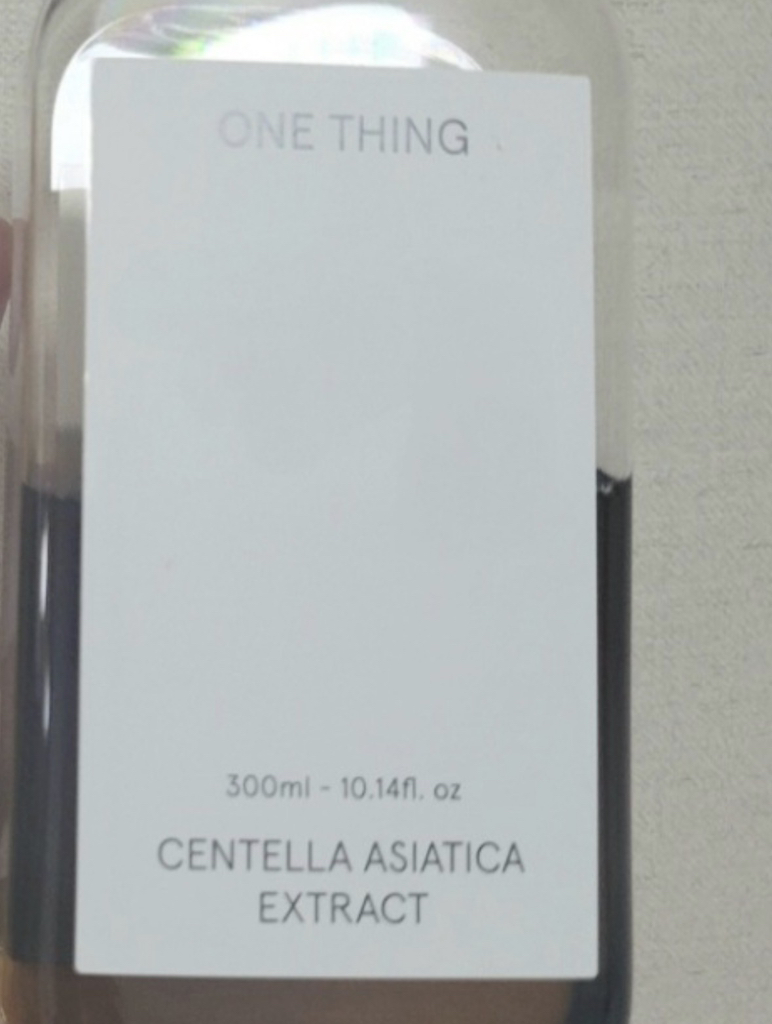 ONE THING
300ml - 10.14fl. oz
CENTELLA ASIATICA
EXTRACT